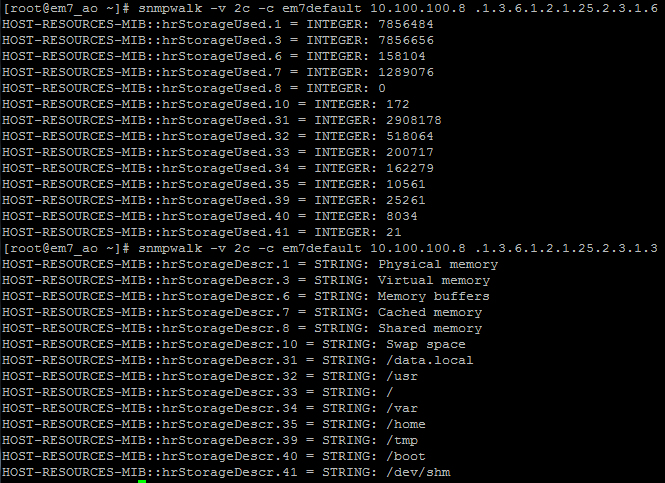 [root@em7_ao ~]# snmpwalk -v 2c -c em7default 10.100.100.8 .1.3.6.1.2.1.25.2.3.1.6
HOST-RESOURCES-MIB::hrStorageUsed.1 = INTEGER: 7856484
HOST-RESOURCES-MIB::hrStorageUsed.3 = INTEGER: 7856656
HOST-RESOURCES-MIB::hrStorageUsed.6 = INTEGER: 158104
HOST-RESOURCES-MIB::hrStorageUsed.7 = INTEGER: 1289076
HOST-RESOURCES-MIB::hrStorageUsed.8 = INTEGER: 0
HOST-RESOURCES-MIB::hrStorageUsed.10 = INTEGER: 172
HOST-RESOURCES-MIB::hrStorageUsed.31 = INTEGER: 2908178
HOST-RESOURCES-MIB::hrStorageUsed.32 = INTEGER: 518064
HOST-RESOURCES-MIB::hrStorageUsed.33 = INTEGER: 200717
HOST-RESOURCES-MIB::hrStorageUsed.34 = INTEGER: 162279
HOST-RESOURCES-MIB::hrStorageUsed.35 = INTEGER: 10561
HOST-RESOURCES-MIB::hrStorageUsed.39 = INTEGER: 25261
HOST-RESOURCES-MIB::hrStorageUsed.40 = INTEGER: 8034
HOST-RESOURCES-MIB::hrStorageUsed.41 = INTEGER: 21
[root@em7_ao ~]# snmpwalk -v 2c -c em7default 10.100.100.8 .1.3.6.1.2.1.25.2.3.1.3
HOST-RESOURCES-MIB::hrStorageDescr.1 = STRING: Physical memory
HOST-RESOURCES-MIB::hrStorageDescr.3 = STRING: Virtual memory
HOST-RESOURCES-MIB::hrStorageDescr.6 = STRING: Memory buffers
HOST-RESOURCES-MIB::hrStorageDescr.7 = STRING: Cached memory
HOST-RESOURCES-MIB::hrStorageDescr.8 = STRING: Shared memory
HOST-RESOURCES-MIB::hrStorageDescr.10 = STRING: Swap space
HOST-RESOURCES-MIB::hrStorageDescr.31 = STRING: /data.local
HOST-RESOURCES-MIB::hrStorageDescr.32 = STRING: /usr
HOST-RESOURCES-MIB::hrStorageDescr.33 = STRING: /
HOST-RESOURCES-MIB::hrStorageDescr.34 = STRING: /var
HOST-RESOURCES-MIB::hrStorageDescr.35 = STRING: /home
HOST-RESOURCES-MIB::hrStorageDescr.39 = STRING: /tmp
HOST-RESOURCES-MIB::hrStorageDescr.40 = STRING: /boot
HOST-RESOURCES-MIB::hrStorageDescr.41 = STRING: /dev/shm